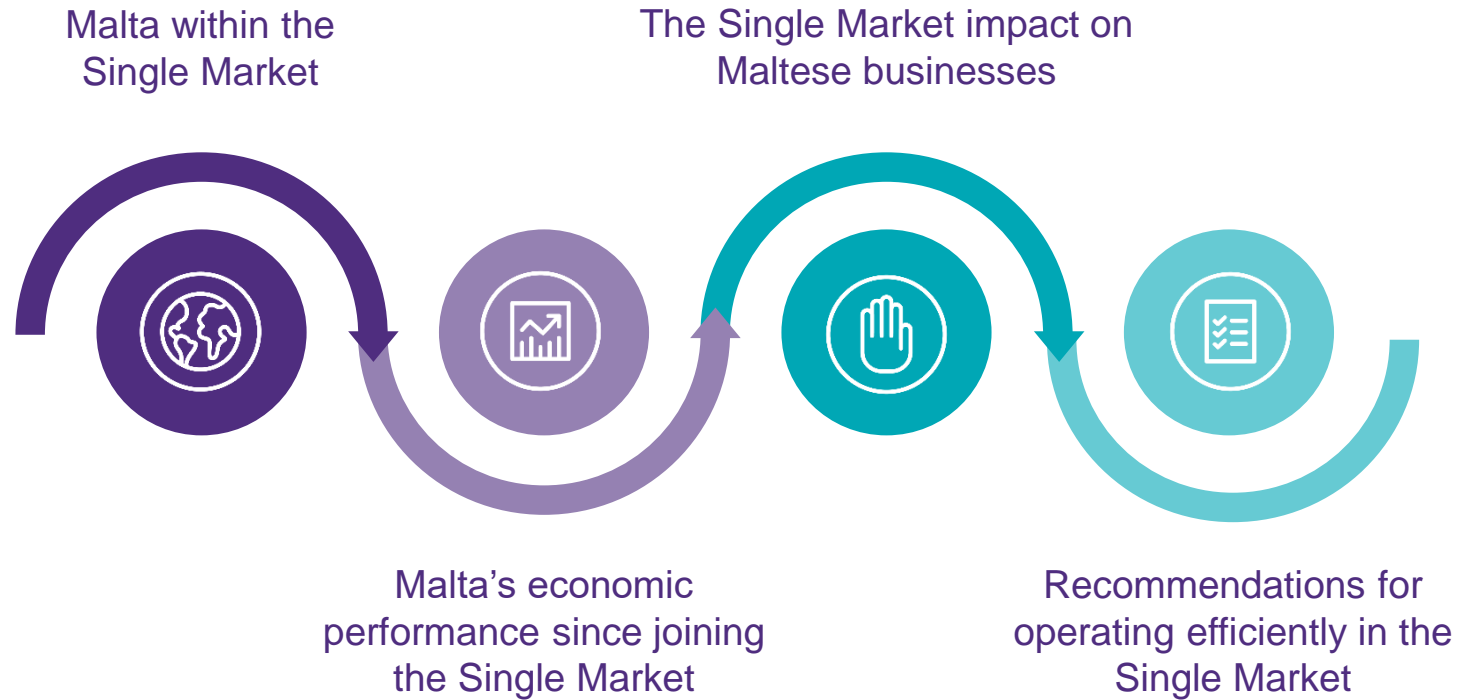 Malta within the
Single Market
The Single Market impact on
Maltese businesses
Malta’s economic
performance since joining
the Single Market
Recommendations for
operating efficiently in the
Single Market